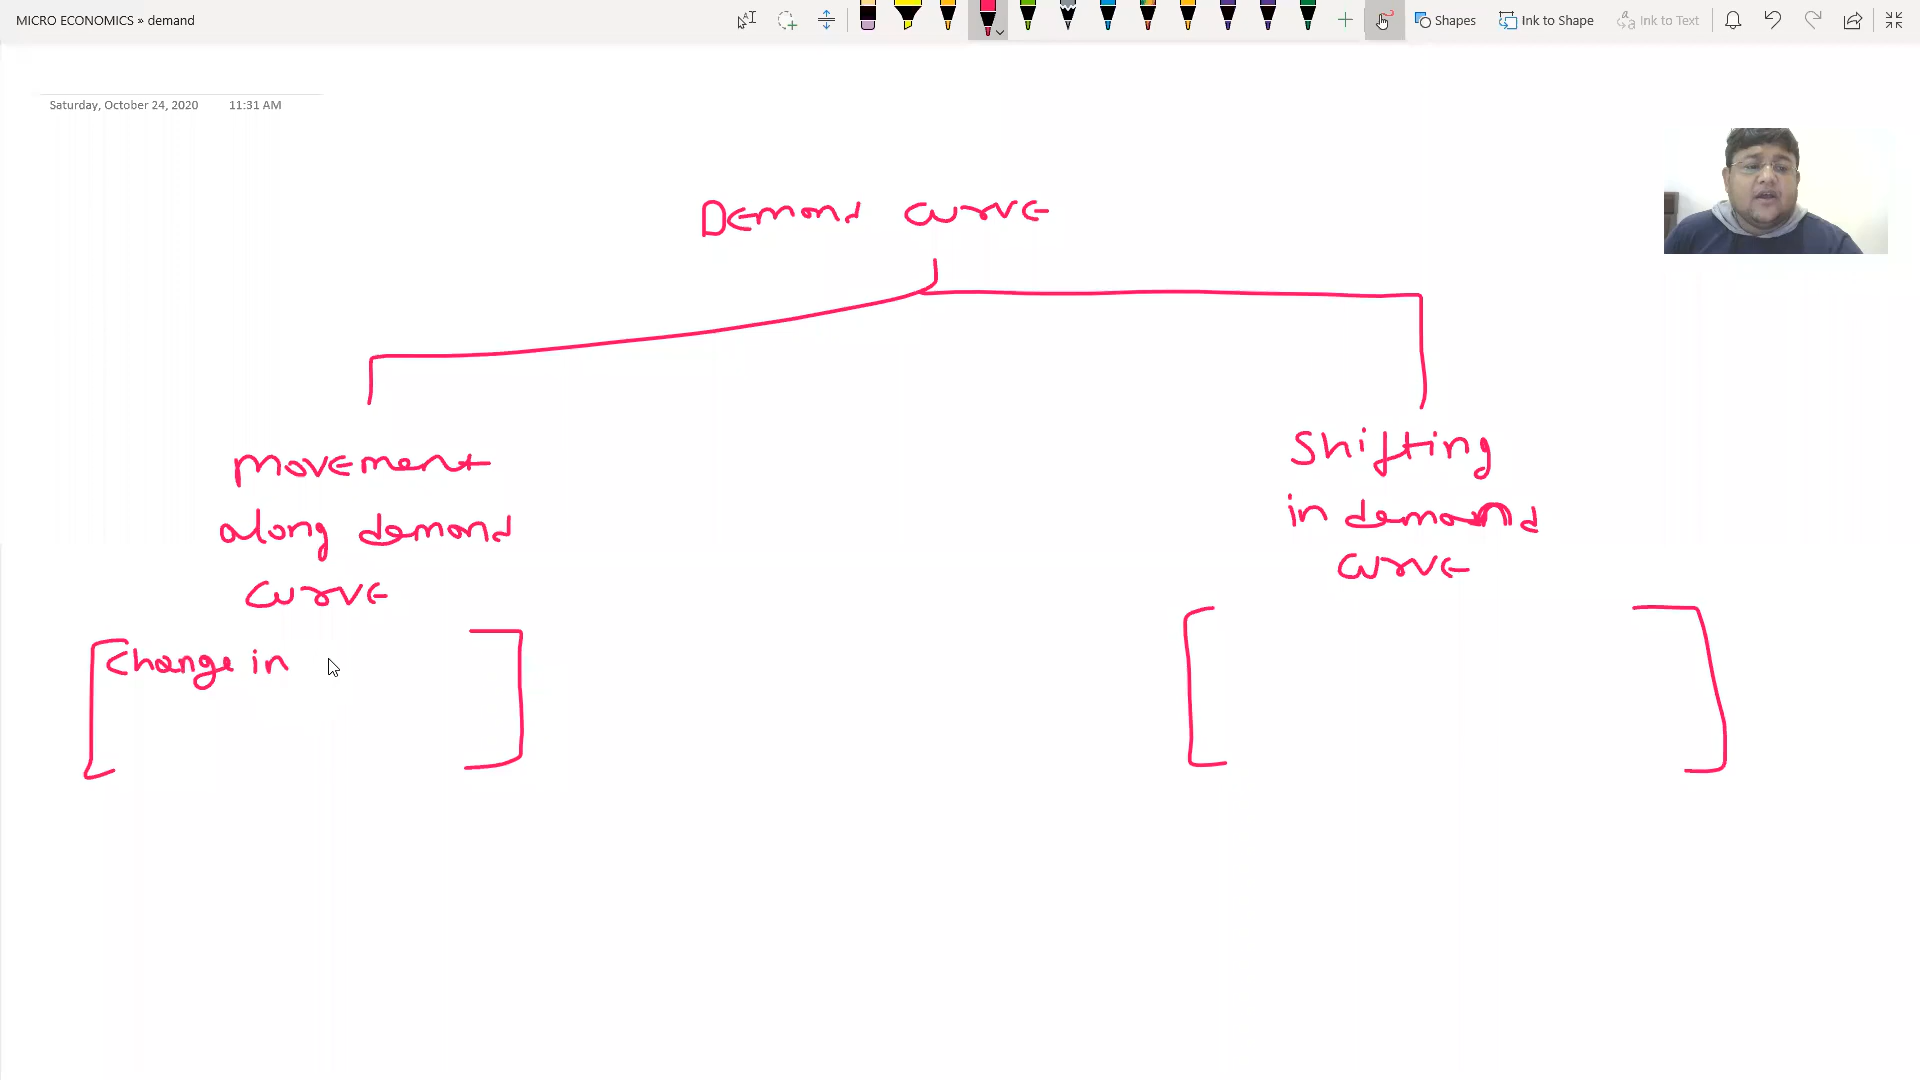 MICRO ECONOMICS » demand
Shapes
Ink to Shape
Ink to Text
Saturday, October 24, 2020 11:31 AM
Demand curve
movement
along demand
curve
Change in
Shifting
in demand
curve